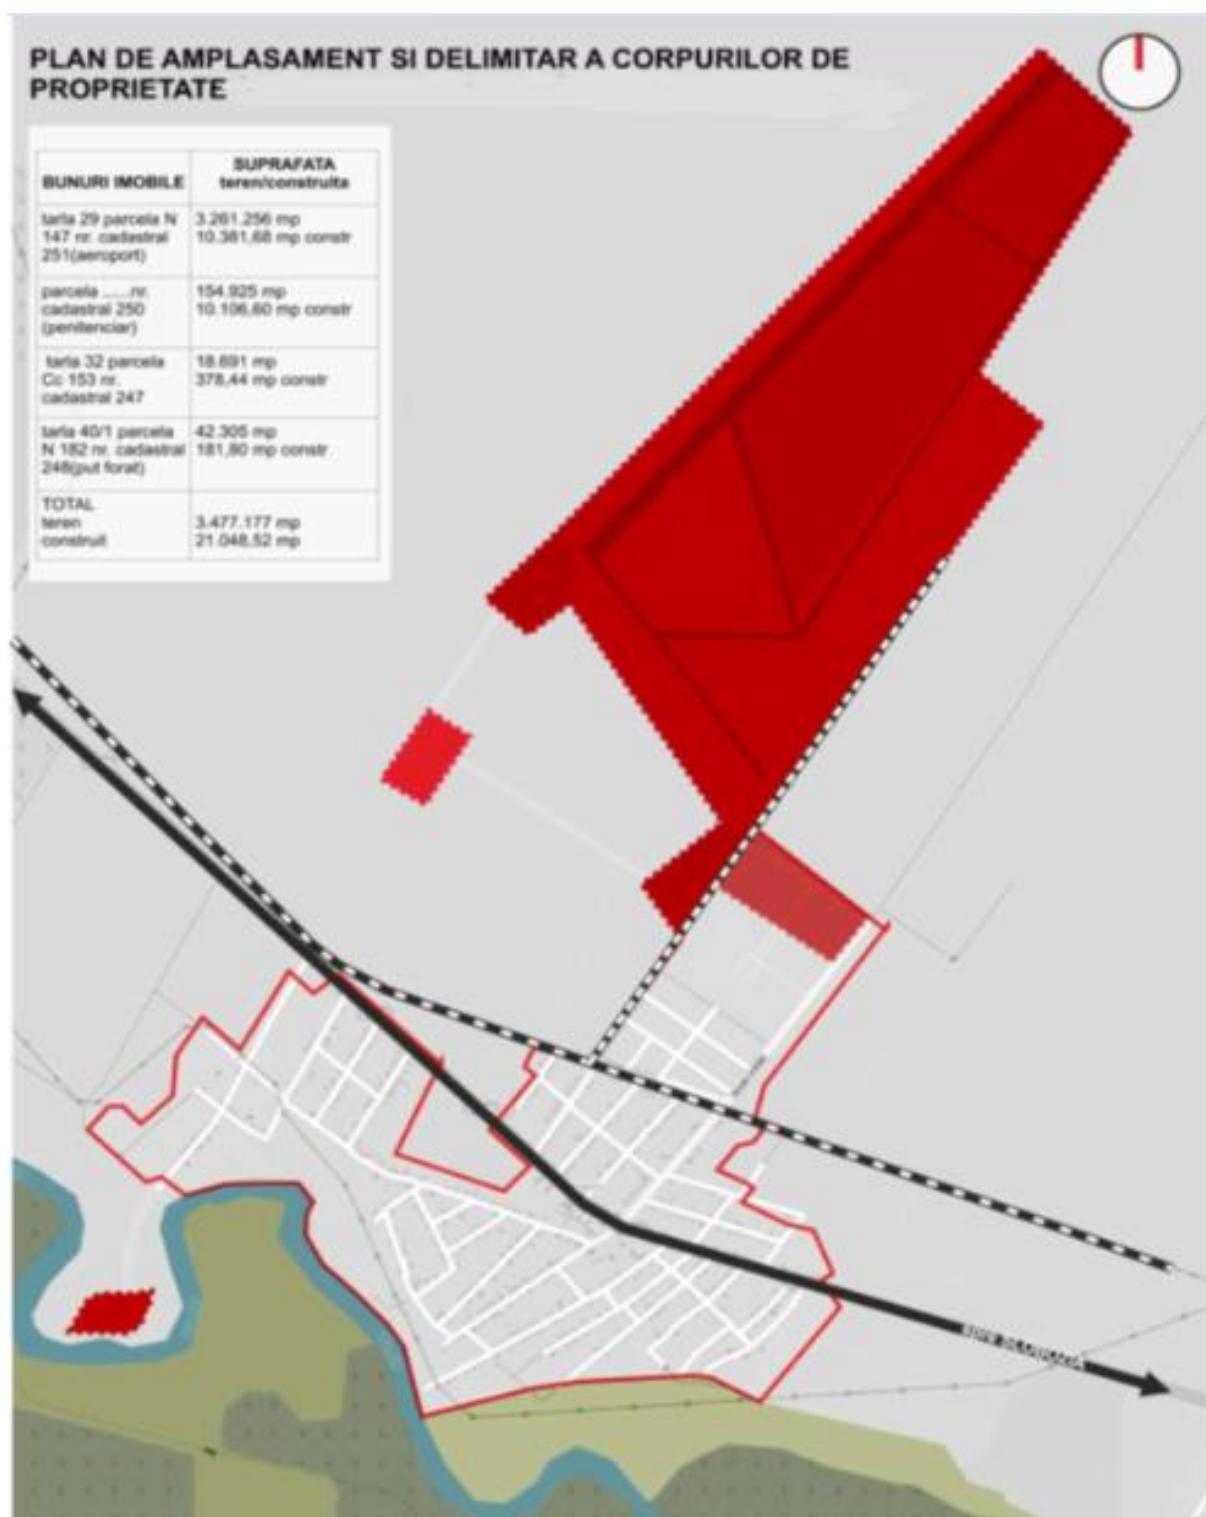 PLAN DE AMPLASAMENT SI DELIMITAR A CORPURILOR DE
PROPRIETATE
BUNURI IMOBILE
SUPRAFATA
teren/construita
tarla 29 parcela N
147 nr. cadastral
251(aeroport)
3.261.256 mp
10.381,68 mp constr
parcela ......nr.
cadastral 250
(penitenciar)
154.925 mp
10.106,60 mp constr
tarla 32 parcela
Cc 153 nr.
cadastral 247
18.691 mp
378,44 mp constr
tarla 40/1 parcela
N 182 nr. cadastral
248(put forat)
42.305 mp
181,80 mp constr
TOTAL
teren
construit
3.477.177 mp
21.048,52 mp
spre SLOBOZIA